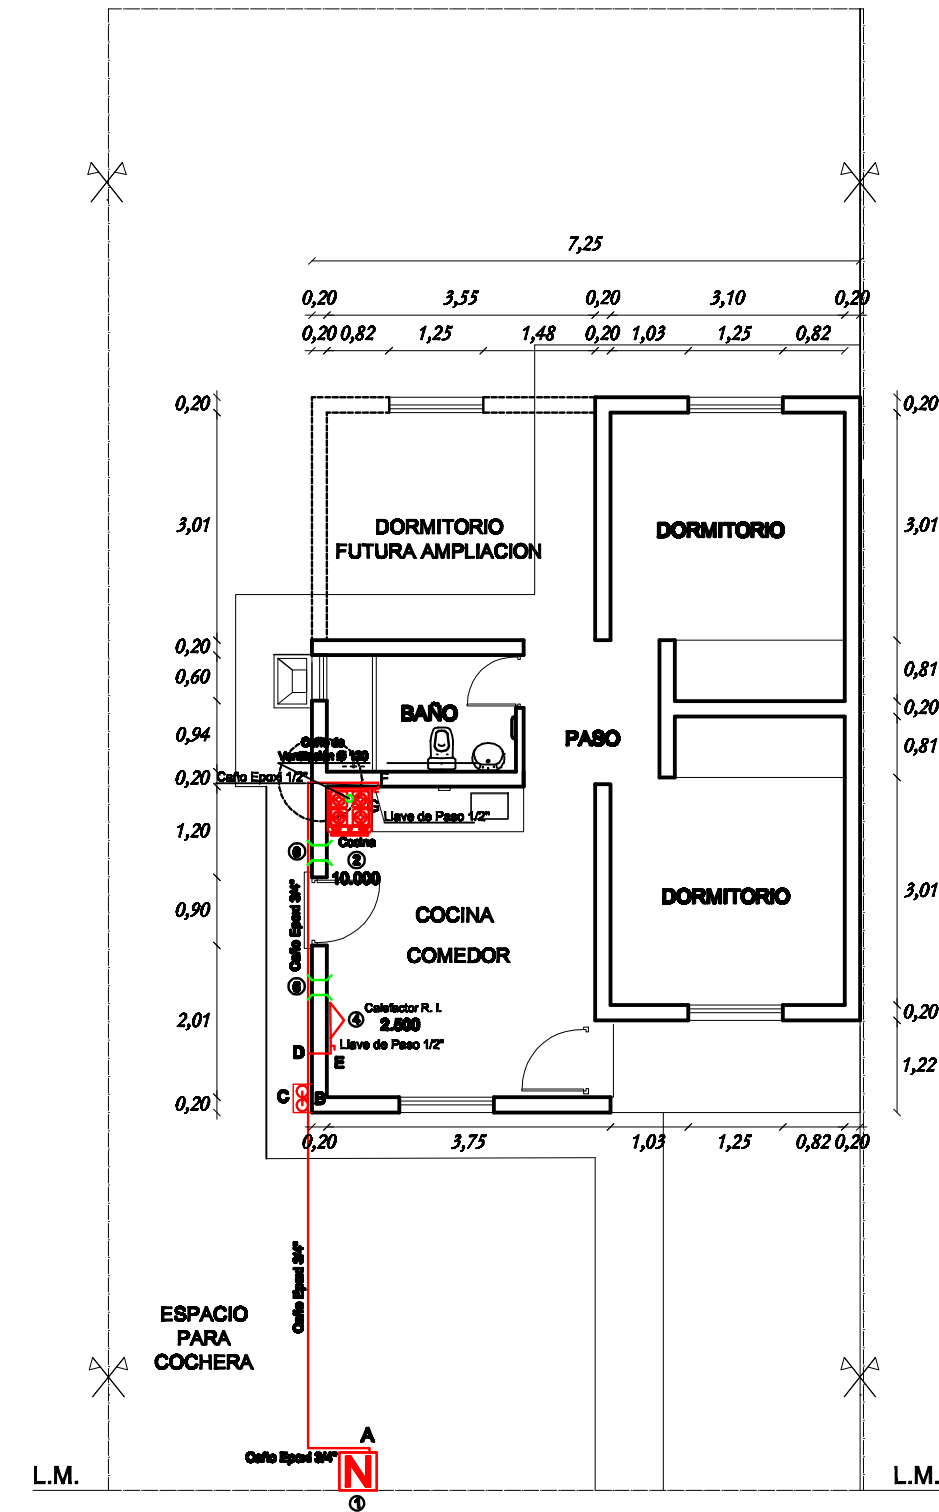 7,25
0,20 3,55 0,20 3,10 0,20
0,20 0,82 1,25 1,48 0,20 1,03 1,25 0,82
0,20
0,20
3,01
3,01
DORMITORIO
FUTURA AMPLIACION
DORMITORIO
0,20
0,60
0,81
0,20
BAÑO
0,94
PASO
0,81
Caño de
Ventilación Ø 120
0,20
Caño Epoxi 1/2"
F
Llave de Paso 1/2"
1,20
Cocina
2
10.000
0,90
3,01
DORMITORIO
COCINA
COMEDOR
Caño Epoxi 3/4"
2,01
Calefactor R. I.
4
2.500
Llave de Paso 1/2"
D
E
0,20
1,22
C
B
0,20
0,20 3,75 1,03 1,25 0,82 0,20
Caño Epoxi 3/4"
ESPACIO
PARA
COCHERA
A
Caño Epoxi 3/4"
N
L.M.
L.M.
1